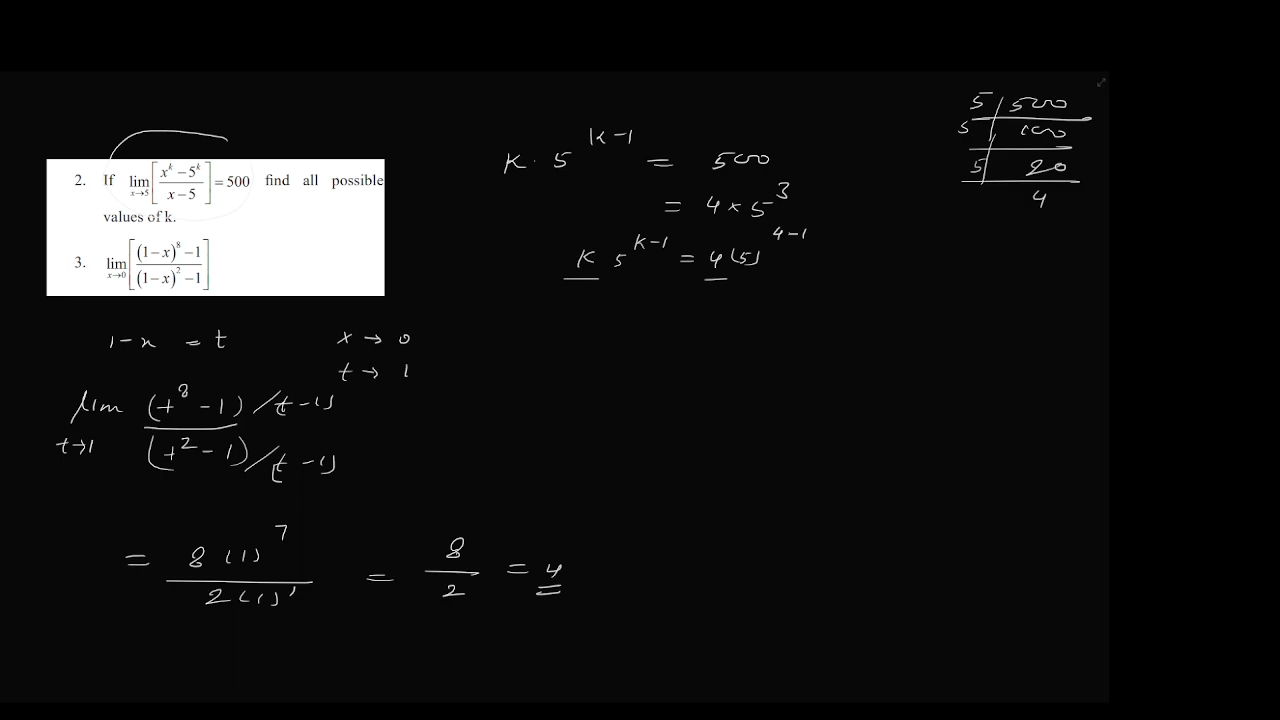 2. If lim x→5 [ (x^k − 5^k) / (x − 5) ] = 500 find all possible
values of k.
3. lim x→0 [ ((1−x)^8 − 1) / ((1−x)^2 − 1) ]
1-x = t
x → 0
t → 1
lim t→1 (t^8 - 1)/(t-1)
(t^2 - 1)/(t-1)
= 8(1)^7 / 2(1)^1 = 8/2 = 4
K · 5^(K-1) = 500
= 4 × 5^3
K 5^(K-1) = 4(5)^(4-1)
5 | 500
5 | 100
5 | 20
4